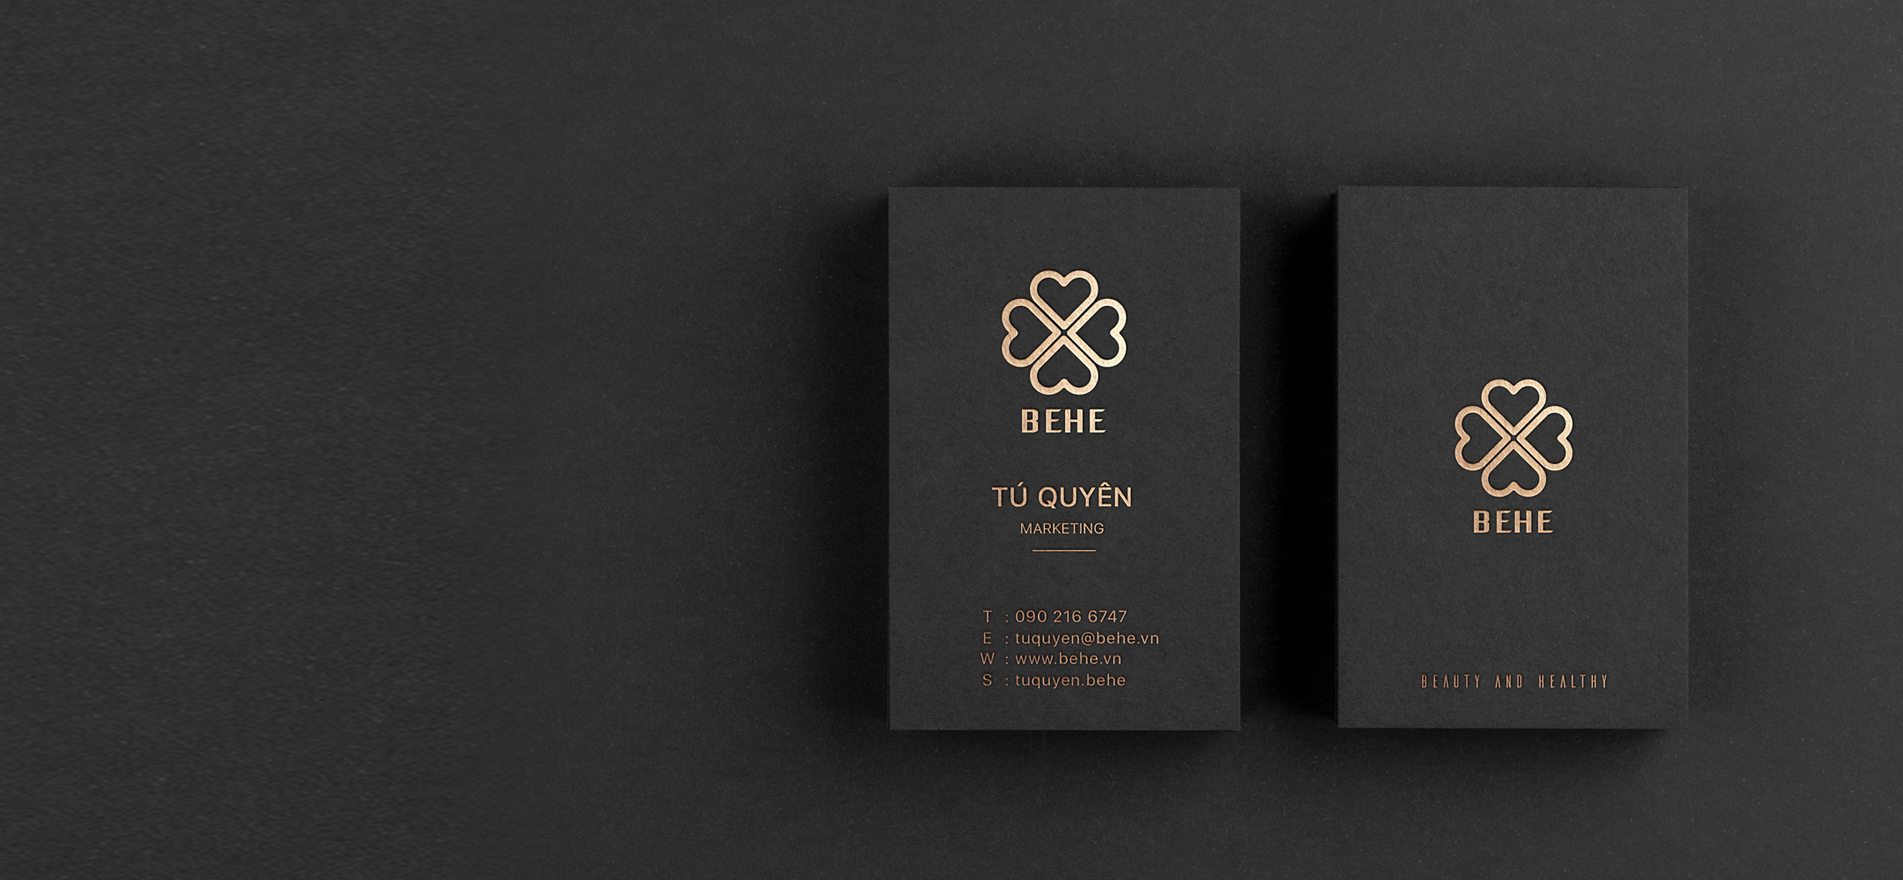 BEHE
TÚ QUYÊN
MARKETING
T : 090 216 6747
E : tuquyen@behe.vn
W : www.behe.vn
S : tuquyen.behe
BEHE
BEAUTY AND HEALTHY